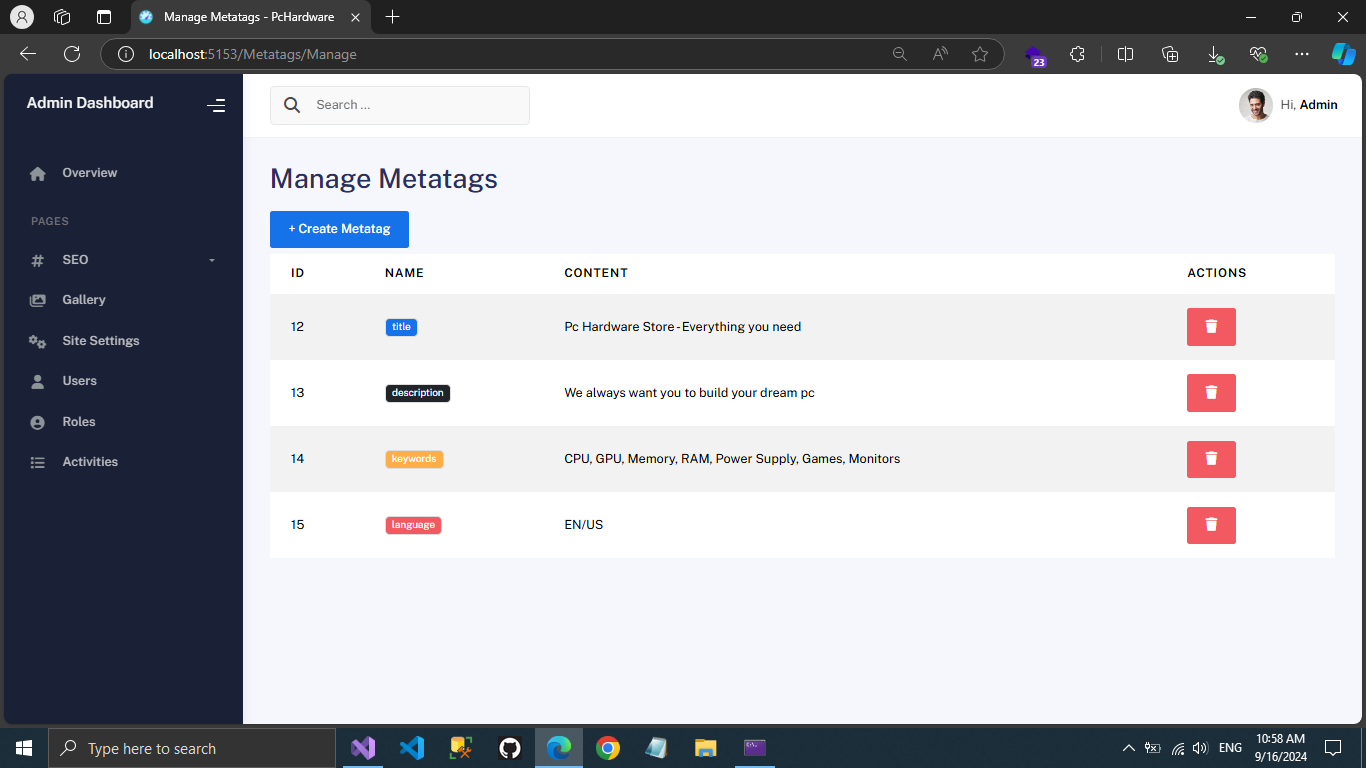 Manage Metatags - PcHardware
localhost:5153/Metatags/Manage
23
Admin Dashboard
Search ...
Hi, Admin
Overview
PAGES
SEO
Gallery
Site Settings
Users
Roles
Activities
Manage Metatags
+ Create Metatag
ID NAME CONTENT ACTIONS
12 title Pc Hardware Store - Everything you need
13 description We always want you to build your dream pc
14 keywords CPU, GPU, Memory, RAM, Power Supply, Games, Monitors
15 language EN/US
Type here to search
ENG
10:58 AM
9/16/2024